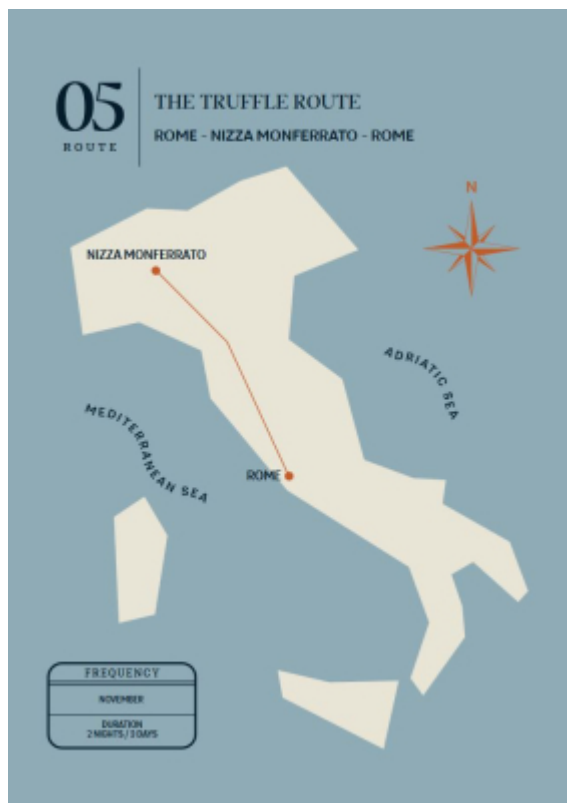 05
ROUTE
THE TRUFFLE ROUTE
ROME - NIZZA MONFERRATO - ROME
N
NIZZA MONFERRATO
ADRIATIC SEA
MEDITERRANEAN SEA
ROME
FREQUENCY
NOVEMBER
DURATION
2 NIGHTS / 3 DAYS